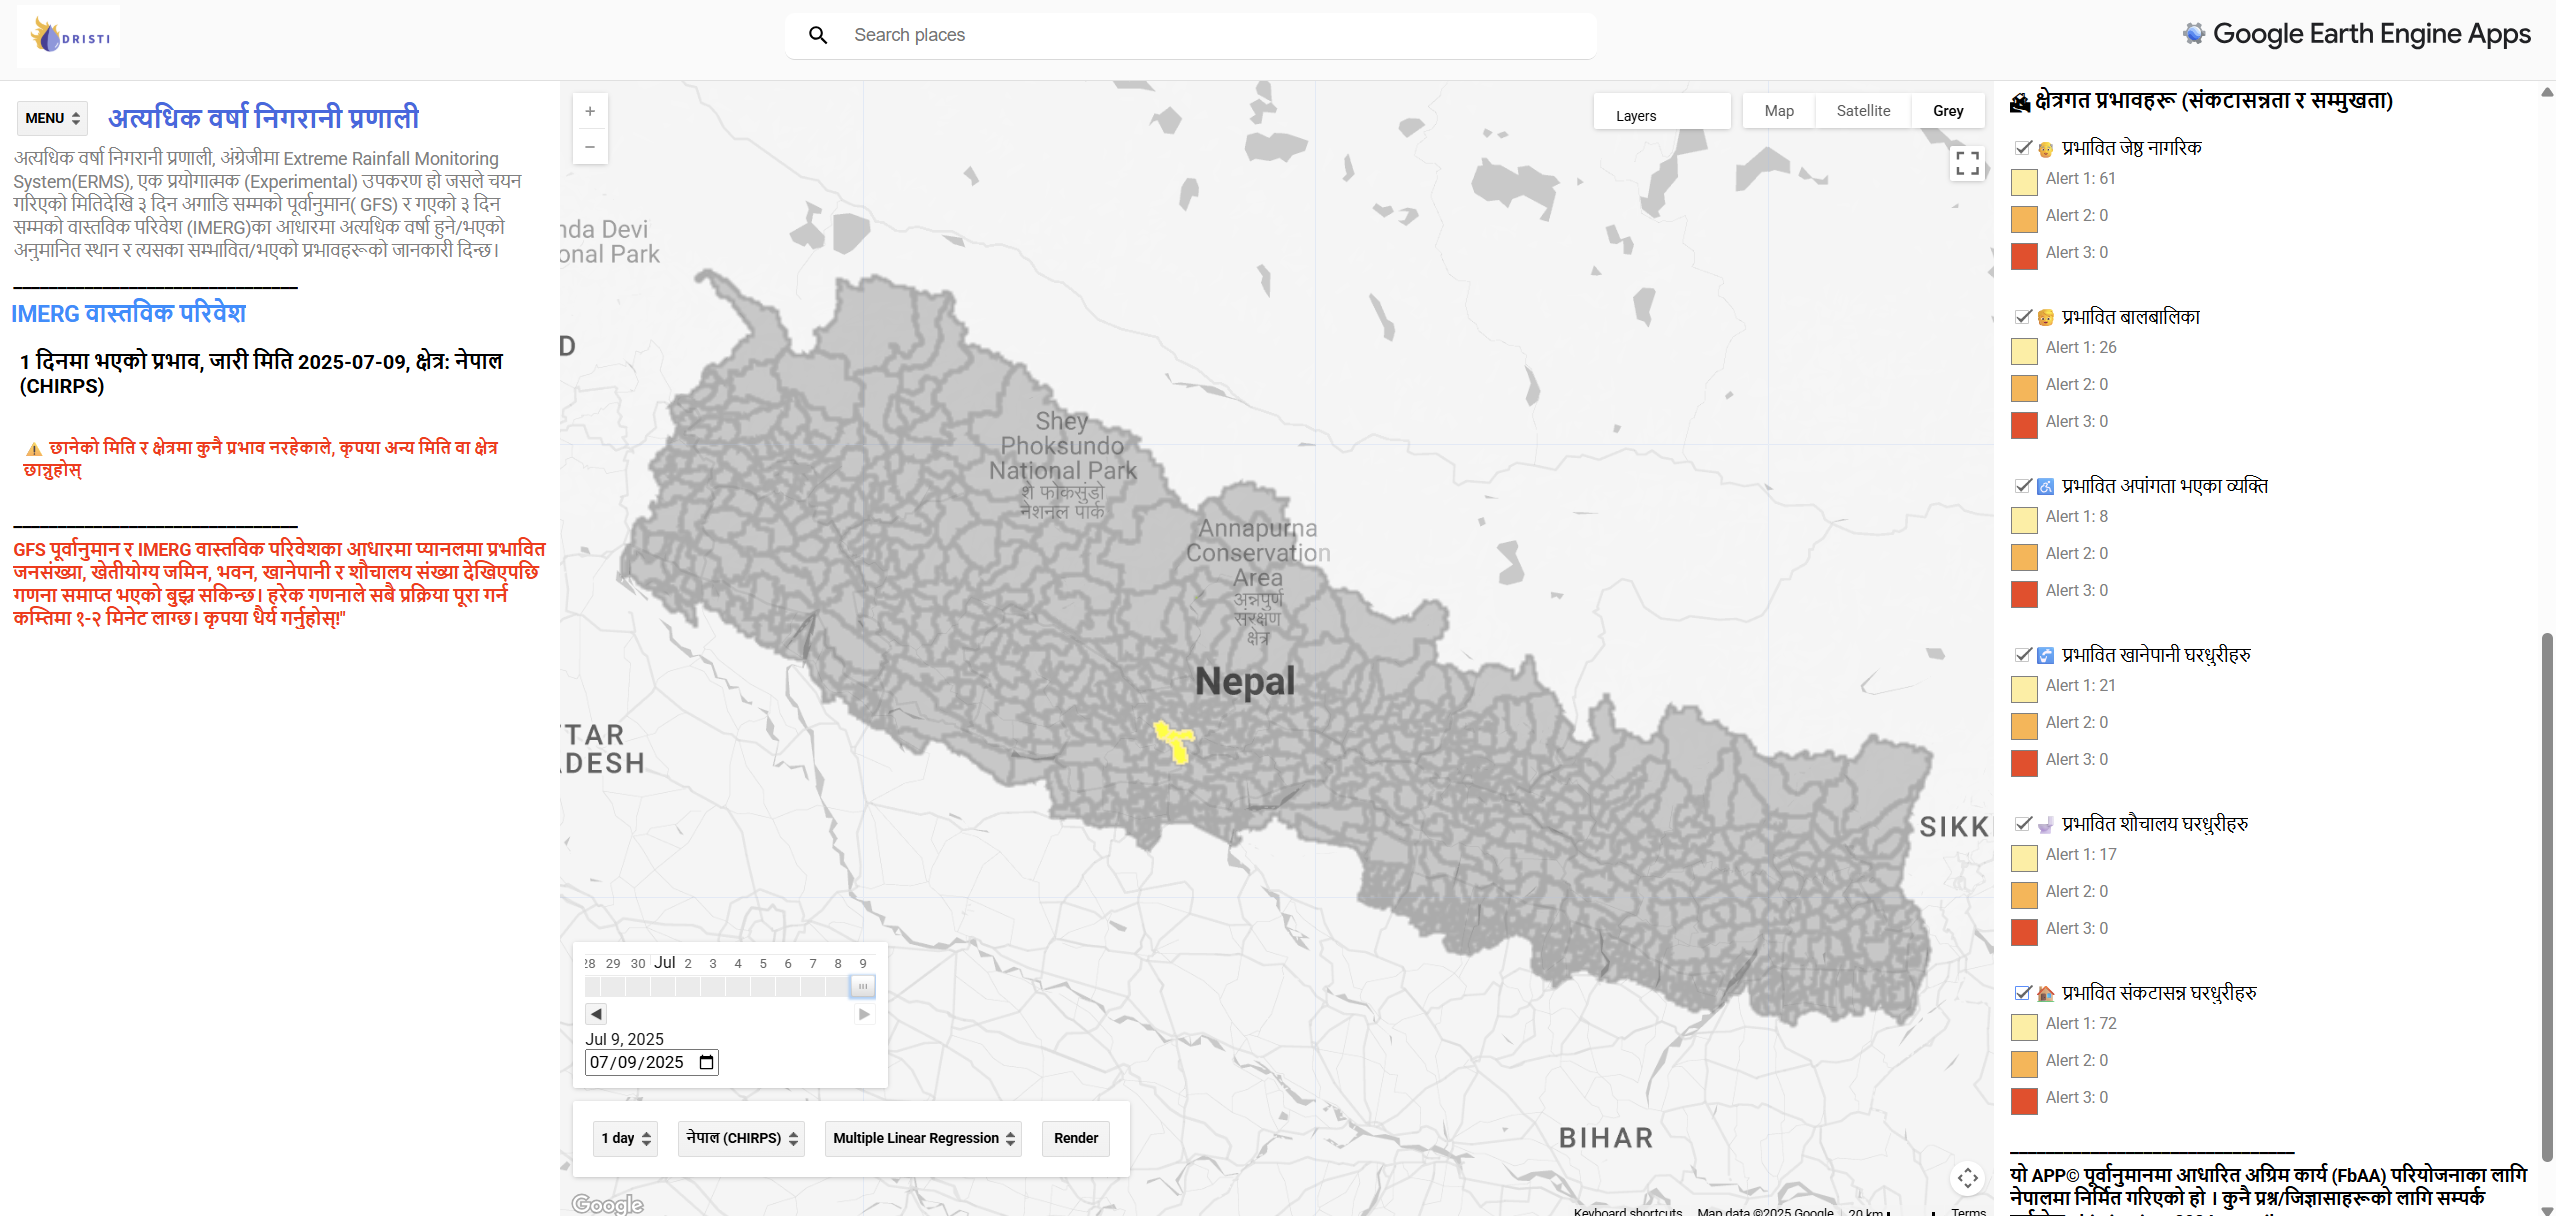 DRISTI
Search places
Google Earth Engine Apps
MENU
अत्यधिक वर्षा निगरानी प्रणाली
अत्यधिक वर्षा निगरानी प्रणाली, अंग्रेजीमा Extreme Rainfall Monitoring
System(ERMS), एक प्रयोगात्मक (Experimental) उपकरण हो जसले चयन
गरिएको मितिदेखि ३ दिन अगाडि सम्मको पूर्वानुमान( GFS) र गएको ३ दिन
सम्मको वास्तविक परिवेश (IMERG)का आधारमा अत्यधिक वर्षा हुने/भएको
अनुमानित स्थान र त्यसका सम्भावित/भएको प्रभावहरूको जानकारी दिन्छ।
IMERG वास्तविक परिवेश
1 दिनमा भएको प्रभाव, जारी मिति 2025-07-09, क्षेत्र: नेपाल
(CHIRPS)
छानेको मिति र क्षेत्रमा कुनै प्रभाव नरहेकाले, कृपया अन्य मिति वा क्षेत्र
छान्नुहोस्
GFS पूर्वानुमान र IMERG वास्तविक परिवेशका आधारमा प्यानलमा प्रभावित
जनसंख्या, खेतीयोग्य जमिन, भवन, खानेपानी र शौचालय संख्या देखिएपछि
गणना समाप्त भएको बुझ्न सकिन्छ। हरेक गणनाले सबै प्रक्रिया पूरा गर्न
कम्तिमा १-२ मिनेट लाग्छ। कृपया धैर्य गर्नुहोस्!"
+
−
Layers
Map
Satellite
Grey
nda Devi
onal Park
D
Shey
Phoksundo
National Park
शे फोकसुंडो
नेशनल पार्क
Annapurna
Conservation
Area
अन्नपुर्ण
संरक्षण
क्षेत्र
Nepal
TAR
DESH
SIKK
BIHAR
28 29 30 Jul 2 3 4 5 6 7 8 9
Jul 9, 2025
07/09/2025
1 day
नेपाल (CHIRPS)
Multiple Linear Regression
Render
Google
Keyboard shortcuts
Map data ©2025 Google
20 km
Terms
क्षेत्रगत प्रभावहरू (संकटासन्नता र सम्मुखता)
प्रभावित जेष्ठ नागरिक
Alert 1: 61
Alert 2: 0
Alert 3: 0
प्रभावित बालबालिका
Alert 1: 26
Alert 2: 0
Alert 3: 0
प्रभावित अपांगता भएका व्यक्ति
Alert 1: 8
Alert 2: 0
Alert 3: 0
प्रभावित खानेपानी घरधुरीहरु
Alert 1: 21
Alert 2: 0
Alert 3: 0
प्रभावित शौचालय घरधुरीहरु
Alert 1: 17
Alert 2: 0
Alert 3: 0
प्रभावित संकटासन्न घरधुरीहरु
Alert 1: 72
Alert 2: 0
Alert 3: 0
यो APP© पूर्वानुमानमा आधारित अग्रिम कार्य (FbAA) परियोजनाका लागि
नेपालमा निर्मित गरिएको हो । कुनै प्रश्न/जिज्ञासाहरूको लागि सम्पर्क